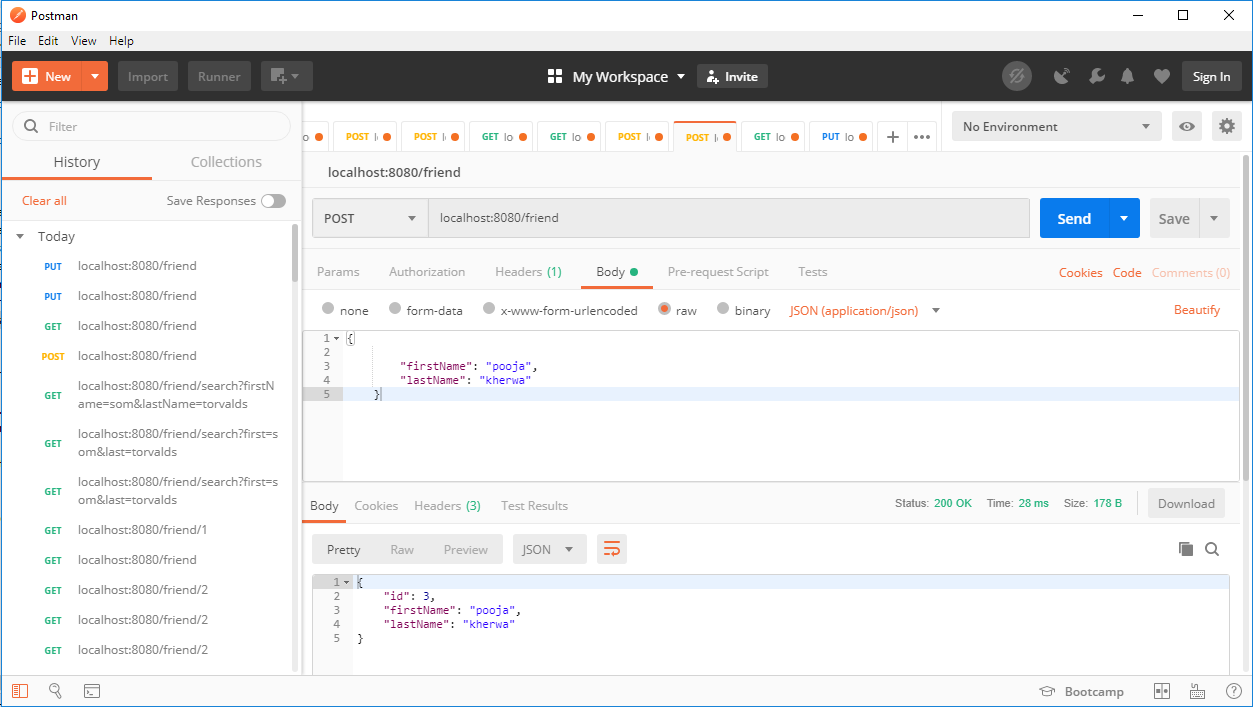 Postman
File Edit View Help
New Import Runner My Workspace Invite Sign In
Filter
History Collections
Clear all Save Responses
Today
PUT localhost:8080/friend
PUT localhost:8080/friend
GET localhost:8080/friend
POST localhost:8080/friend
GET localhost:8080/friend/search?firstN
ame=som&lastName=torvalds
GET localhost:8080/friend/search?first=s
om&last=torvalds
GET localhost:8080/friend/search?first=s
om&last=torvalds
GET localhost:8080/friend/1
GET localhost:8080/friend
GET localhost:8080/friend/2
GET localhost:8080/friend/2
GET localhost:8080/friend/2
o POST l POST l GET lo GET lo POST l POST l GET lo PUT lo No Environment
localhost:8080/friend
POST localhost:8080/friend Send Save
Params Authorization Headers (1) Body Pre-request Script Tests Cookies Code Comments (0)
none form-data x-www-form-urlencoded raw binary JSON (application/json) Beautify
1 {
2
3 "firstName": "pooja",
4 "lastName": "kherwa"
5 }
Body Cookies Headers (3) Test Results Status: 200 OK Time: 28 ms Size: 178 B Download
Pretty Raw Preview JSON
1 {
2 "id": 3,
3 "firstName": "pooja",
4 "lastName": "kherwa"
5 }
Bootcamp